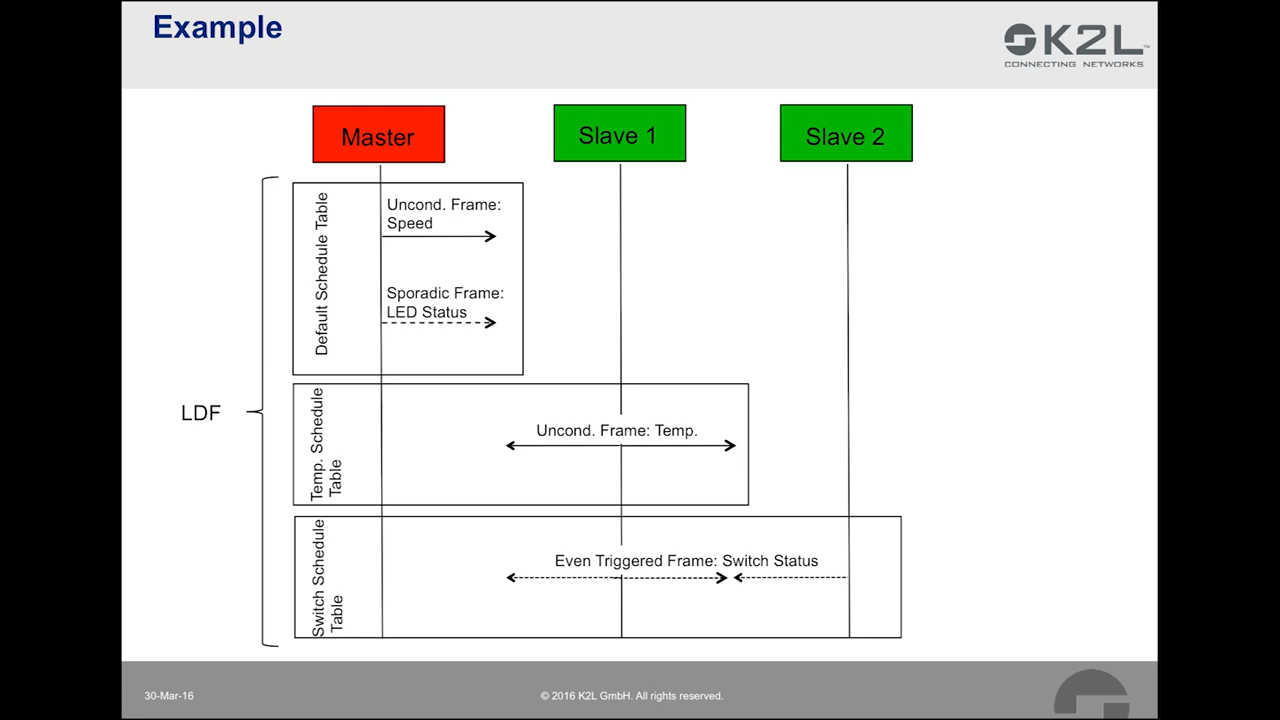 Example
K2L™
CONNECTING NETWORKS
Master
Slave 1
Slave 2
Default Schedule Table
Uncond. Frame:
Speed
Sporadic Frame:
LED Status
LDF
Temp. Schedule
Table
Uncond. Frame: Temp.
Switch Schedule
Table
Even Triggered Frame: Switch Status
30-Mar-16
© 2016 K2L GmbH. All rights reserved.